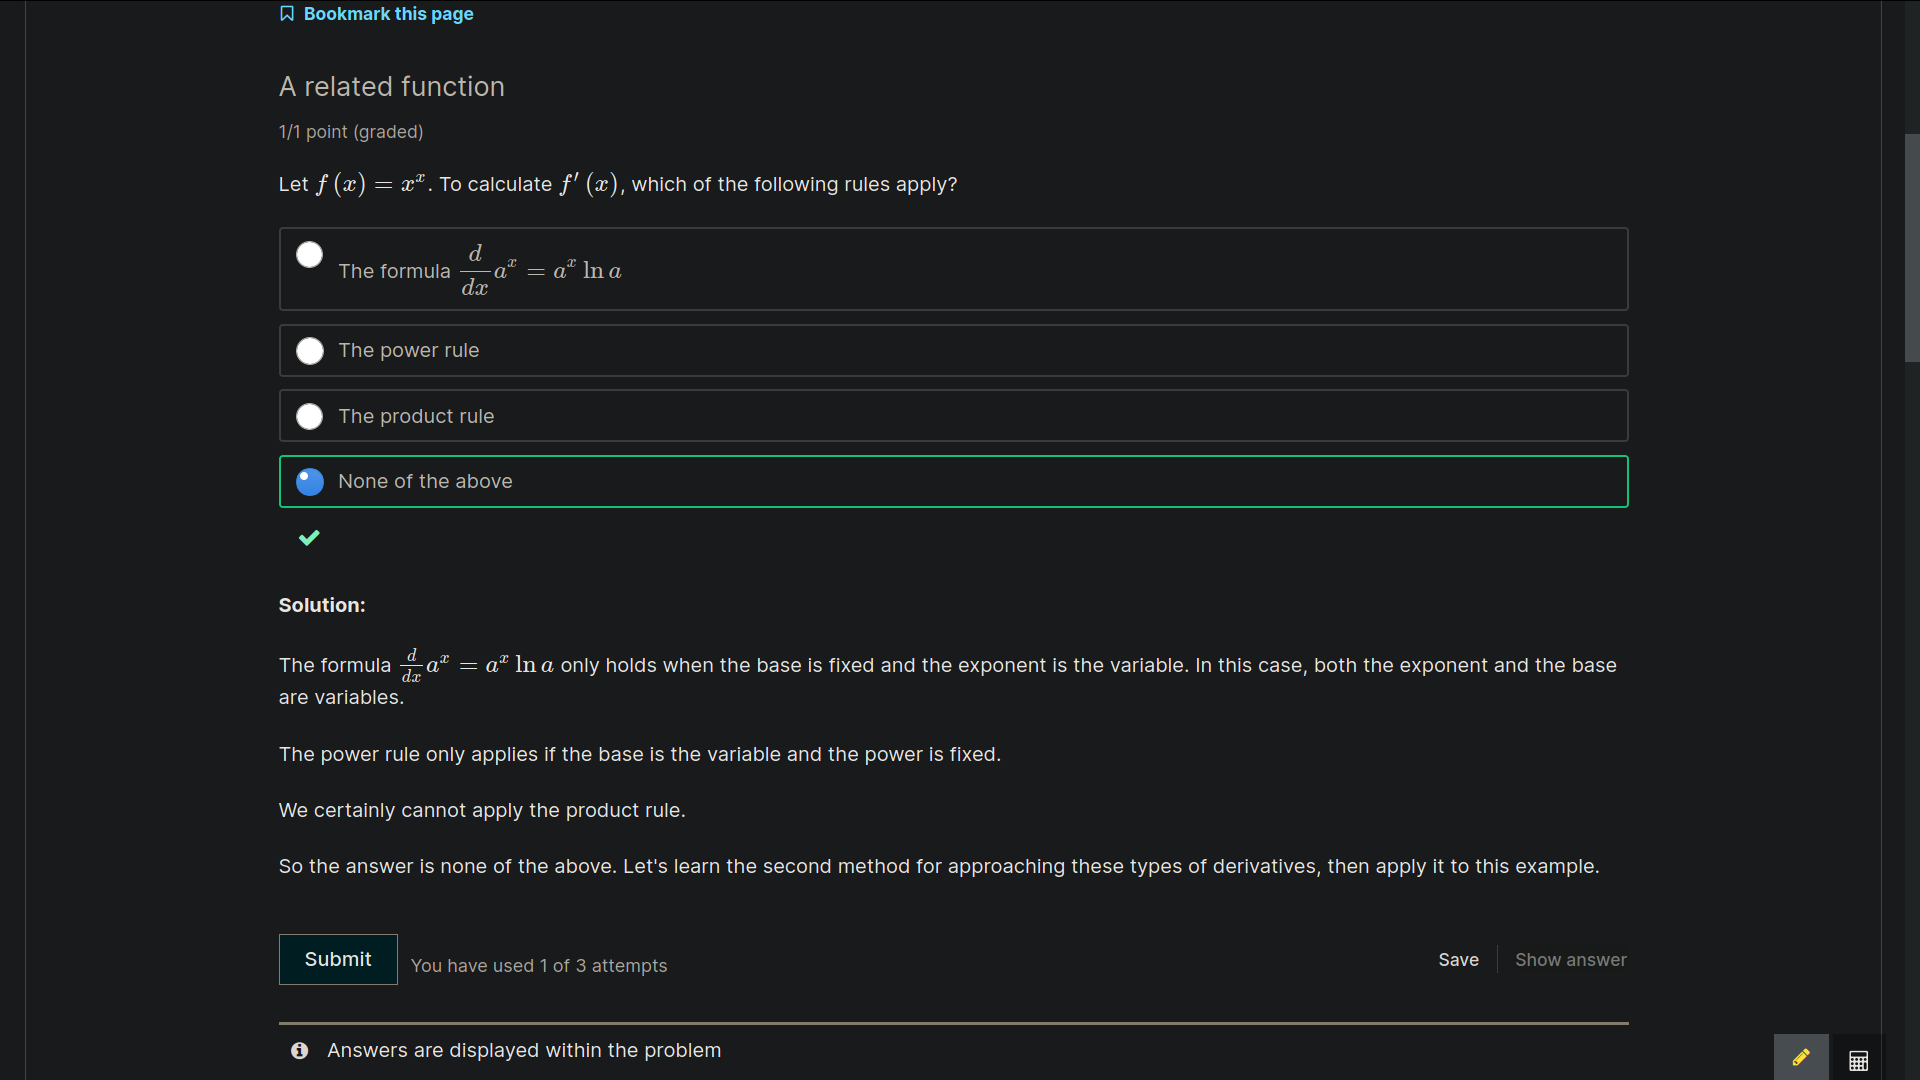 Bookmark this page
A related function
1/1 point (graded)
Let f (x) = x^x. To calculate f′ (x), which of the following rules apply?
The formula d/dx a^x = a^x ln a
The power rule
The product rule
None of the above
Solution:
The formula d/dx a^x = a^x ln a only holds when the base is fixed and the exponent is the variable. In this case, both the exponent and the base
are variables.
The power rule only applies if the base is the variable and the power is fixed.
We certainly cannot apply the product rule.
So the answer is none of the above. Let's learn the second method for approaching these types of derivatives, then apply it to this example.
Submit You have used 1 of 3 attempts Save Show answer
Answers are displayed within the problem